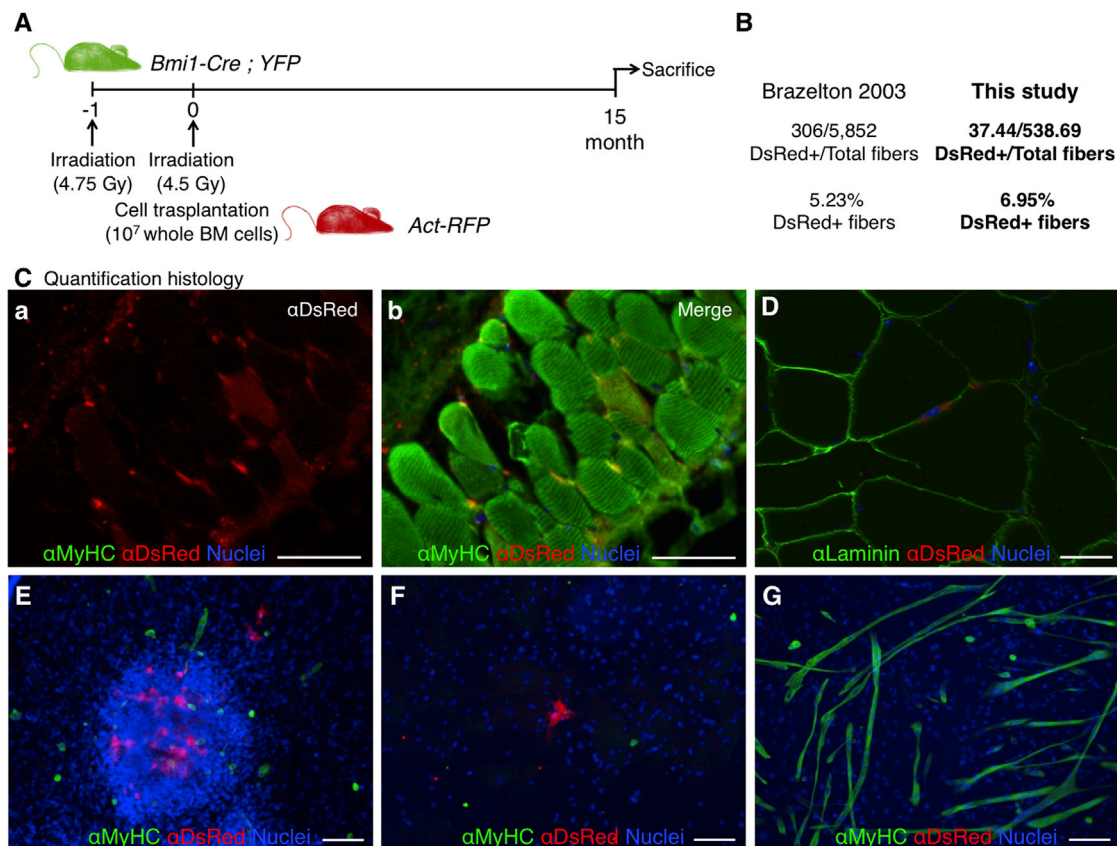 A
Bmi1-Cre ; YFP
Sacrifice
-1
0
15
month
Irradiation
(4.75 Gy)
Irradiation
(4.5 Gy)
Cell trasplantation
(10⁷ whole BM cells)
Act-RFP
B
Brazelton 2003
This study
306/5,852
DsRed+/Total fibers
37.44/538.69
DsRed+/Total fibers
5.23%
DsRed+ fibers
6.95%
DsRed+ fibers
C Quantification histology
a
αDsRed
αMyHC αDsRed Nuclei
b
Merge
αMyHC αDsRed Nuclei
D
αLaminin αDsRed Nuclei
E
αMyHC αDsRed Nuclei
F
αMyHC αDsRed Nuclei
G
αMyHC αDsRed Nuclei